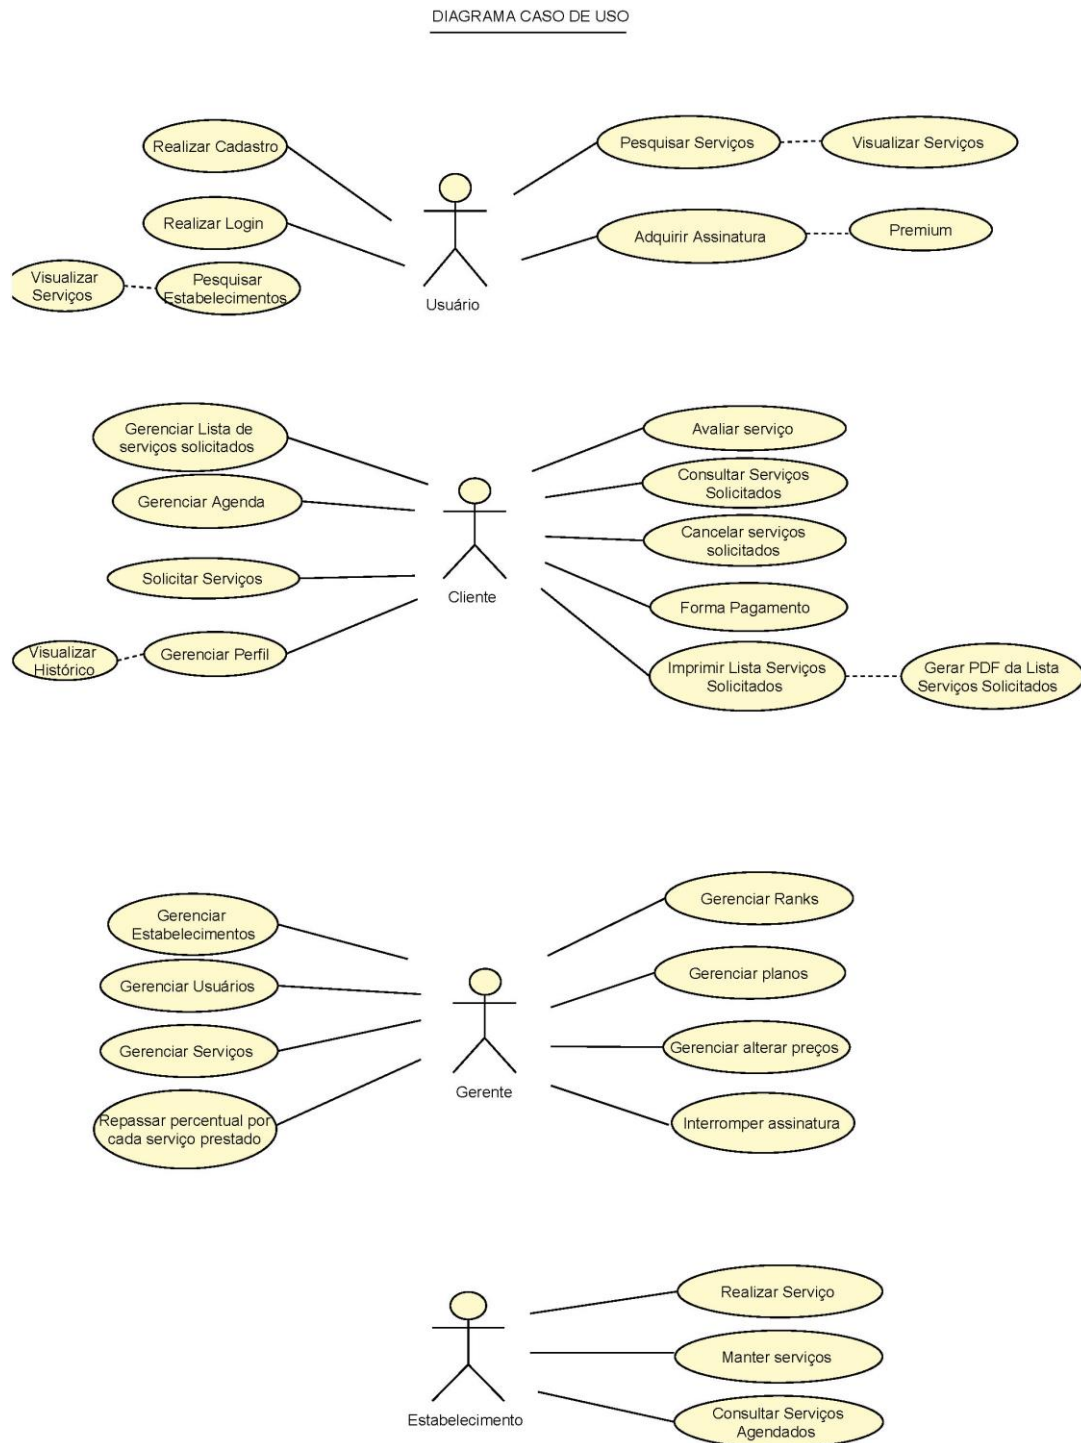 DIAGRAMA CASO DE USO
Realizar Cadastro
Pesquisar Serviços
Visualizar Serviços
Realizar Login
Adquirir Assinatura
Premium
Visualizar
Serviços
Pesquisar
Estabelecimentos
Usuário
Gerenciar Lista de
serviços solicitados
Avaliar serviço
Gerenciar Agenda
Consultar Serviços
Solicitados
Cancelar serviços
solicitados
Solicitar Serviços
Cliente
Forma Pagamento
Visualizar
Histórico
Gerenciar Perfil
Imprimir Lista Serviços
Solicitados
Gerar PDF da Lista
Serviços Solicitados
Gerenciar
Estabelecimentos
Gerenciar Ranks
Gerenciar Usuários
Gerenciar planos
Gerenciar Serviços
Gerenciar alterar preços
Gerente
Repassar percentual por
cada serviço prestado
Interromper assinatura
Realizar Serviço
Manter serviços
Estabelecimento
Consultar Serviços
Agendados